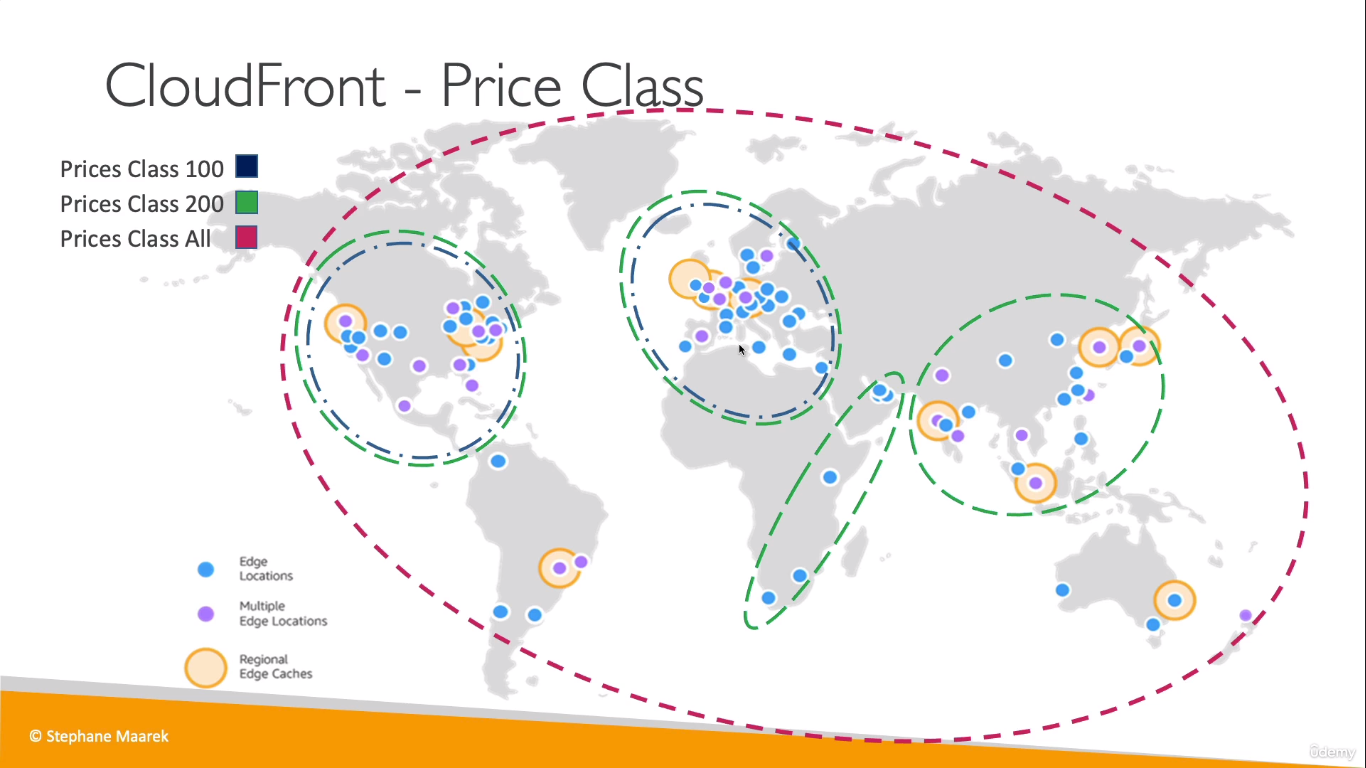 CloudFront - Price Class
Prices Class 100
Prices Class 200
Prices Class All
Edge
Locations
Multiple
Edge Locations
Regional
Edge Caches
© Stephane Maarek
ûdemy